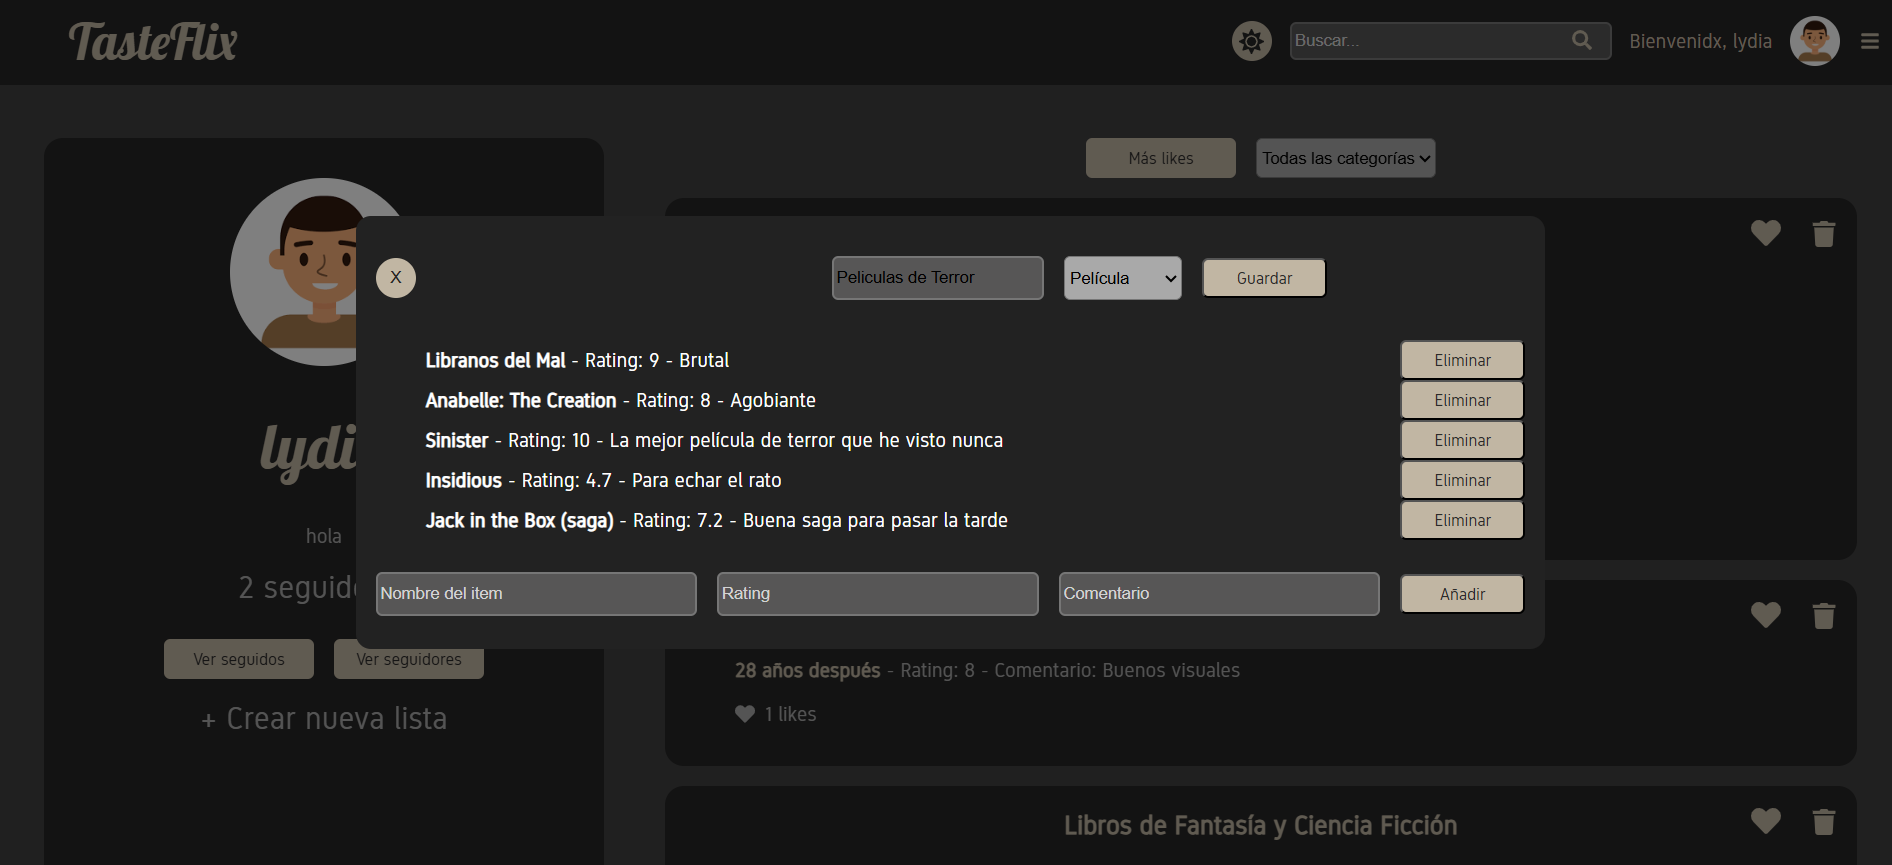 TasteFlix
Buscar...
Bienvenidx, lydia
Más likes
Todas las categorías
X
Peliculas de Terror
Película
Guardar
Libranos del Mal - Rating: 9 - Brutal
Eliminar
Anabelle: The Creation - Rating: 8 - Agobiante
Eliminar
Sinister - Rating: 10 - La mejor película de terror que he visto nunca
Eliminar
Insidious - Rating: 4.7 - Para echar el rato
Eliminar
Jack in the Box (saga) - Rating: 7.2 - Buena saga para pasar la tarde
Eliminar
Nombre del item
Rating
Comentario
Añadir
lydi
hola
2 seguid
Ver seguidos
Ver seguidores
+ Crear nueva lista
28 años después - Rating: 8 - Comentario: Buenos visuales
1 likes
Libros de Fantasía y Ciencia Ficción